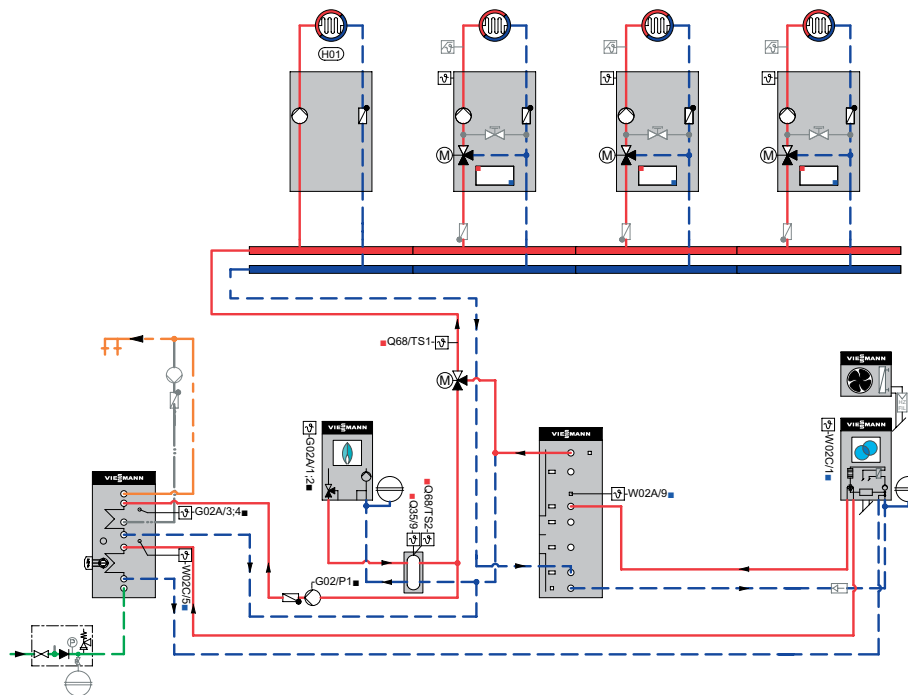 H01
M
M
M
Q68/TS1
M
VIESMANN
VIESMANN
G02A/1;2
VIESMANN
VIESMANN
W02C/1
VIESMANN
G02A/3;4
W02C/5
Q35/9
Q68/TS2
W02A/9
G02/P1
P